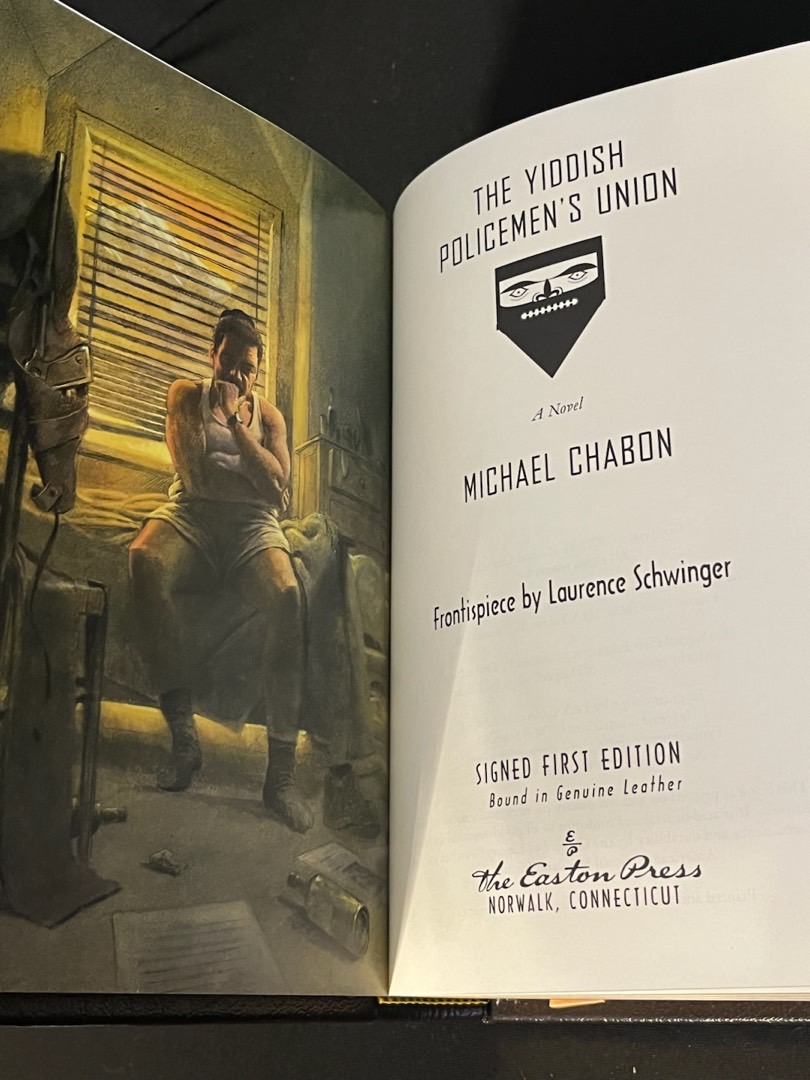 THE YIDDISH
POLICEMEN'S UNION
A Novel
MICHAEL CHABON
Frontispiece by Laurence Schwinger
SIGNED FIRST EDITION
Bound in Genuine Leather
EP
the Easton Press
NORWALK, CONNECTICUT